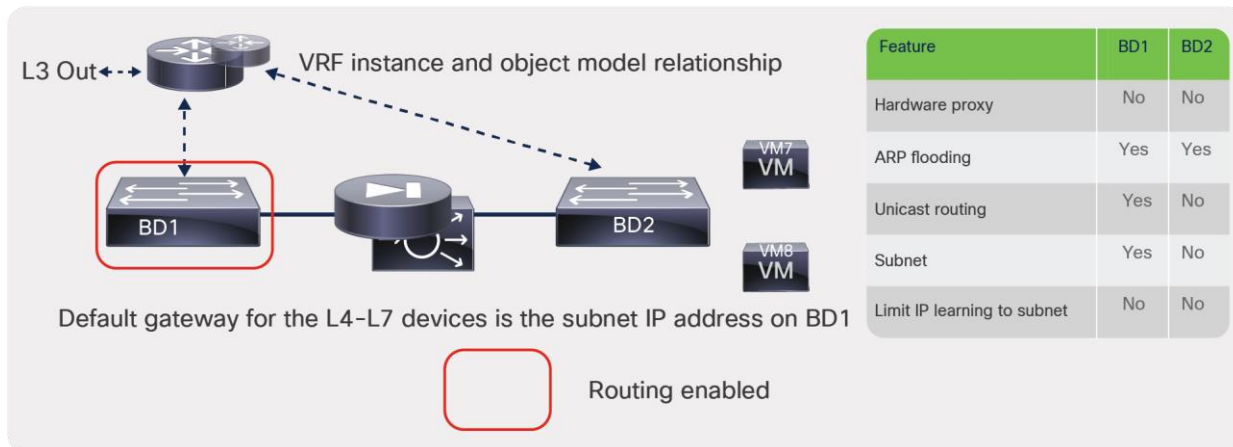 L3 Out
VRF instance and object model relationship
BD1
BD2
VM7
VM
VM8
VM
Default gateway for the L4-L7 devices is the subnet IP address on BD1
Routing enabled
Feature BD1 BD2
Hardware proxy No No
ARP flooding Yes Yes
Unicast routing Yes No
Subnet Yes No
Limit IP learning to subnet No No